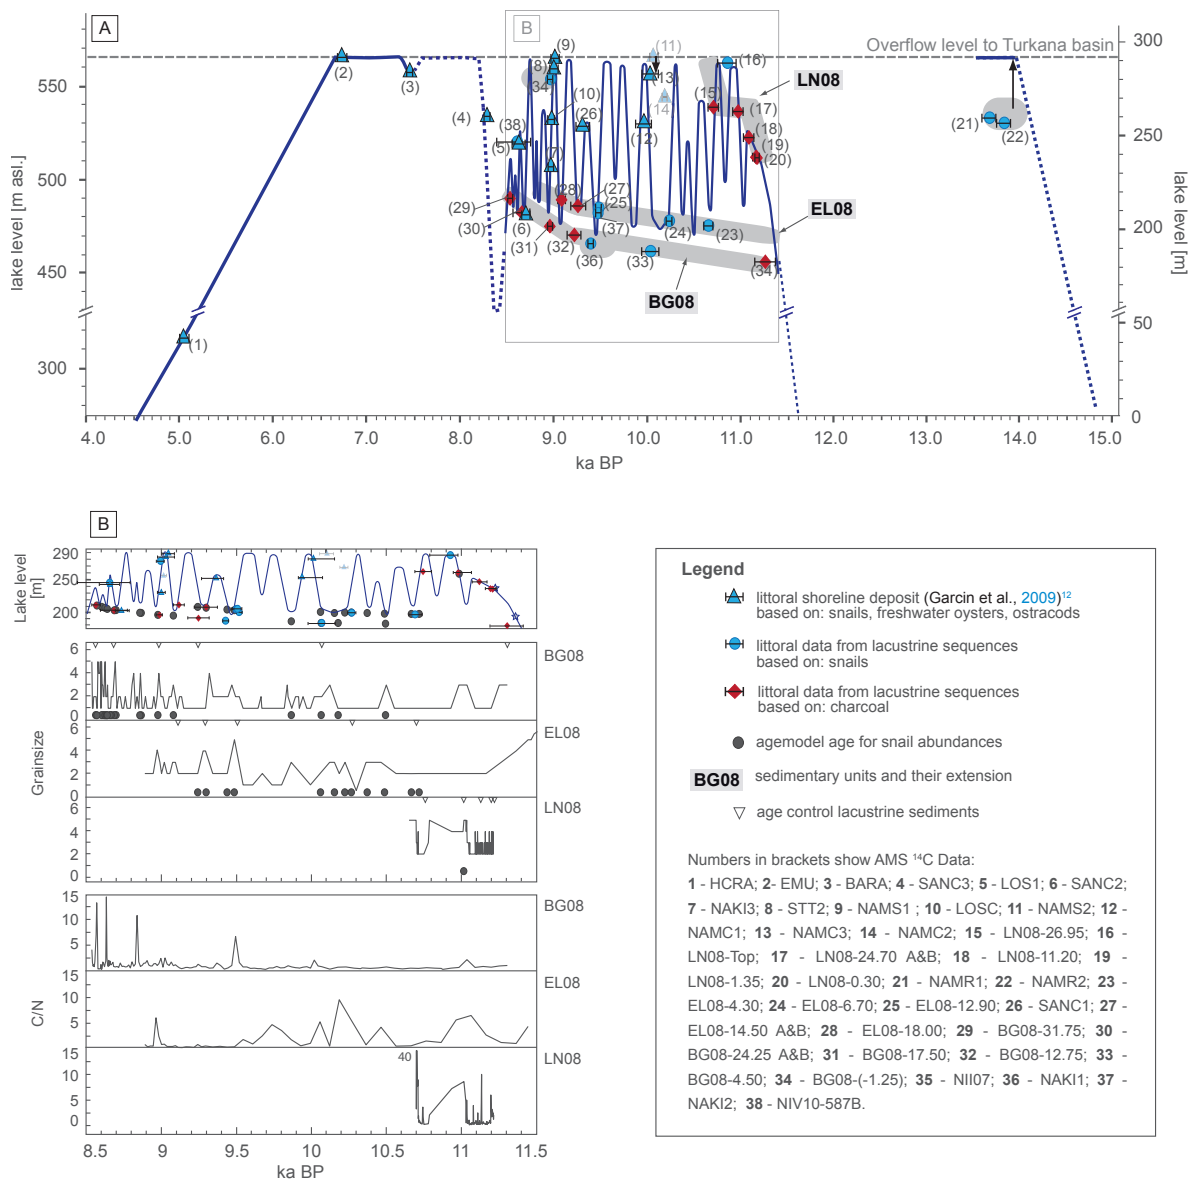 A
B
Overflow level to Turkana basin
300
550
250
500
200
450
50
300
0
lake level [m asl.]
lake level [m]
(1)
(2)
(3)
(4)
(5)
(38)
(6)
(7)
(8)
(34)
(9)
(10)
(26)
(11)
(13)
(14)
(12)
(15)
(16)
(17)
(18)
(19)
(20)
(21)
(22)
(23)
(24)
(25)
(27)
(28)
(29)
(30)
(31)
(32)
(33)
(34)
(36)
(37)
LN08
EL08
BG08
4.0 5.0 6.0 7.0 8.0 9.0 10.0 11.0 12.0 13.0 14.0 15.0
ka BP
B
Lake level
[m]
290
250
200
BG08
6
4
2
0
EL08
6
4
2
0
LN08
6
4
2
0
Grainsize
BG08
15
10
5
EL08
15
10
5
LN08
40
15
10
5
0
C/N
8.5 9 9.5 10 10.5 11 11.5
ka BP
Legend
littoral shoreline deposit (Garcin et al., 2009)12
based on: snails, freshwater oysters, ostracods
littoral data from lacustrine sequences
based on: snails
littoral data from lacustrine sequences
based on: charcoal
agemodel age for snail abundances
BG08 sedimentary units and their extension
age control lacustrine sediments
Numbers in brackets show AMS 14C Data:
1 - HCRA; 2- EMU; 3 - BARA; 4 - SANC3; 5 - LOS1; 6 - SANC2;
7 - NAKI3; 8 - STT2; 9 - NAMS1 ; 10 - LOSC; 11 - NAMS2; 12 -
NAMC1; 13 - NAMC3; 14 - NAMC2; 15 - LN08-26.95; 16 -
LN08-Top; 17 - LN08-24.70 A&B; 18 - LN08-11.20; 19 -
LN08-1.35; 20 - LN08-0.30; 21 - NAMR1; 22 - NAMR2; 23 -
EL08-4.30; 24 - EL08-6.70; 25 - EL08-12.90; 26 - SANC1; 27 -
EL08-14.50 A&B; 28 - EL08-18.00; 29 - BG08-31.75; 30 -
BG08-24.25 A&B; 31 - BG08-17.50; 32 - BG08-12.75; 33 -
BG08-4.50; 34 - BG08-(-1.25); 35 - NII07; 36 - NAKI1; 37 -
NAKI2; 38 - NIV10-587B.